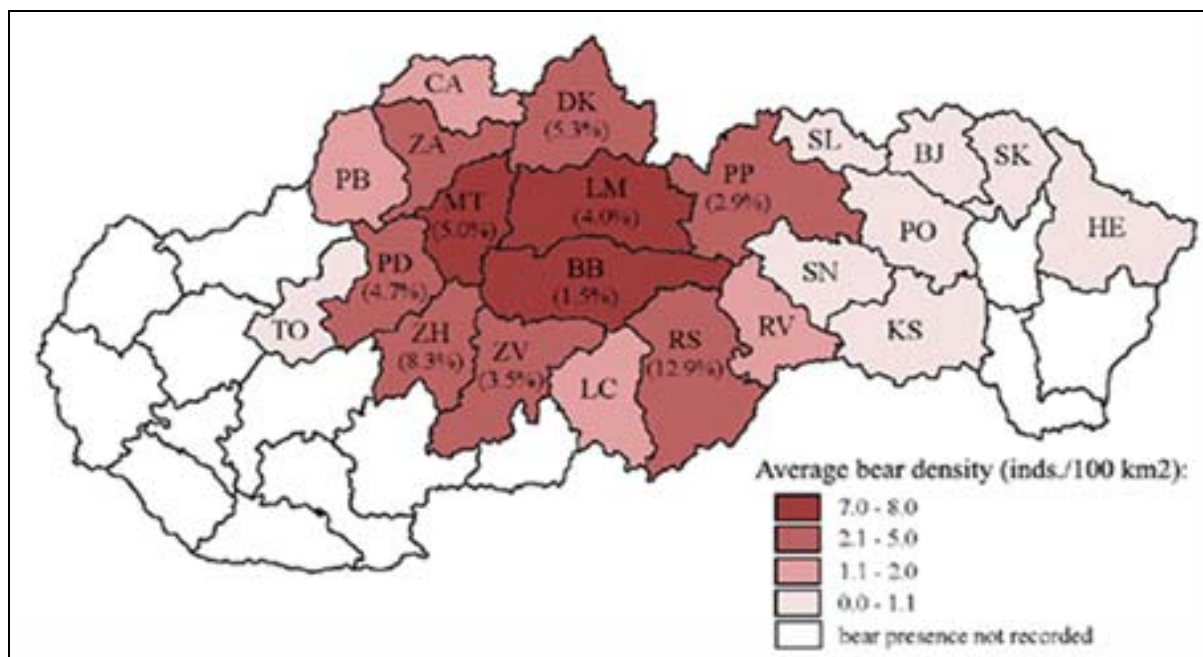 CA
DK
(5.3%)
ZA
PB
SL
BJ
SK
PP
(2.9%)
LM
(4.0%)
MT
(5.0%)
PO
HE
SN
PD
(4.7%)
BB
(1.5%)
TO
KS
RV
ZH
(8.3%)
ZV
(3.5%)
RS
(12.9%)
LC
Average bear density (inds./100 km2):
7.0 - 8.0
2.1 - 5.0
1.1 - 2.0
0.0 - 1.1
bear presence not recorded